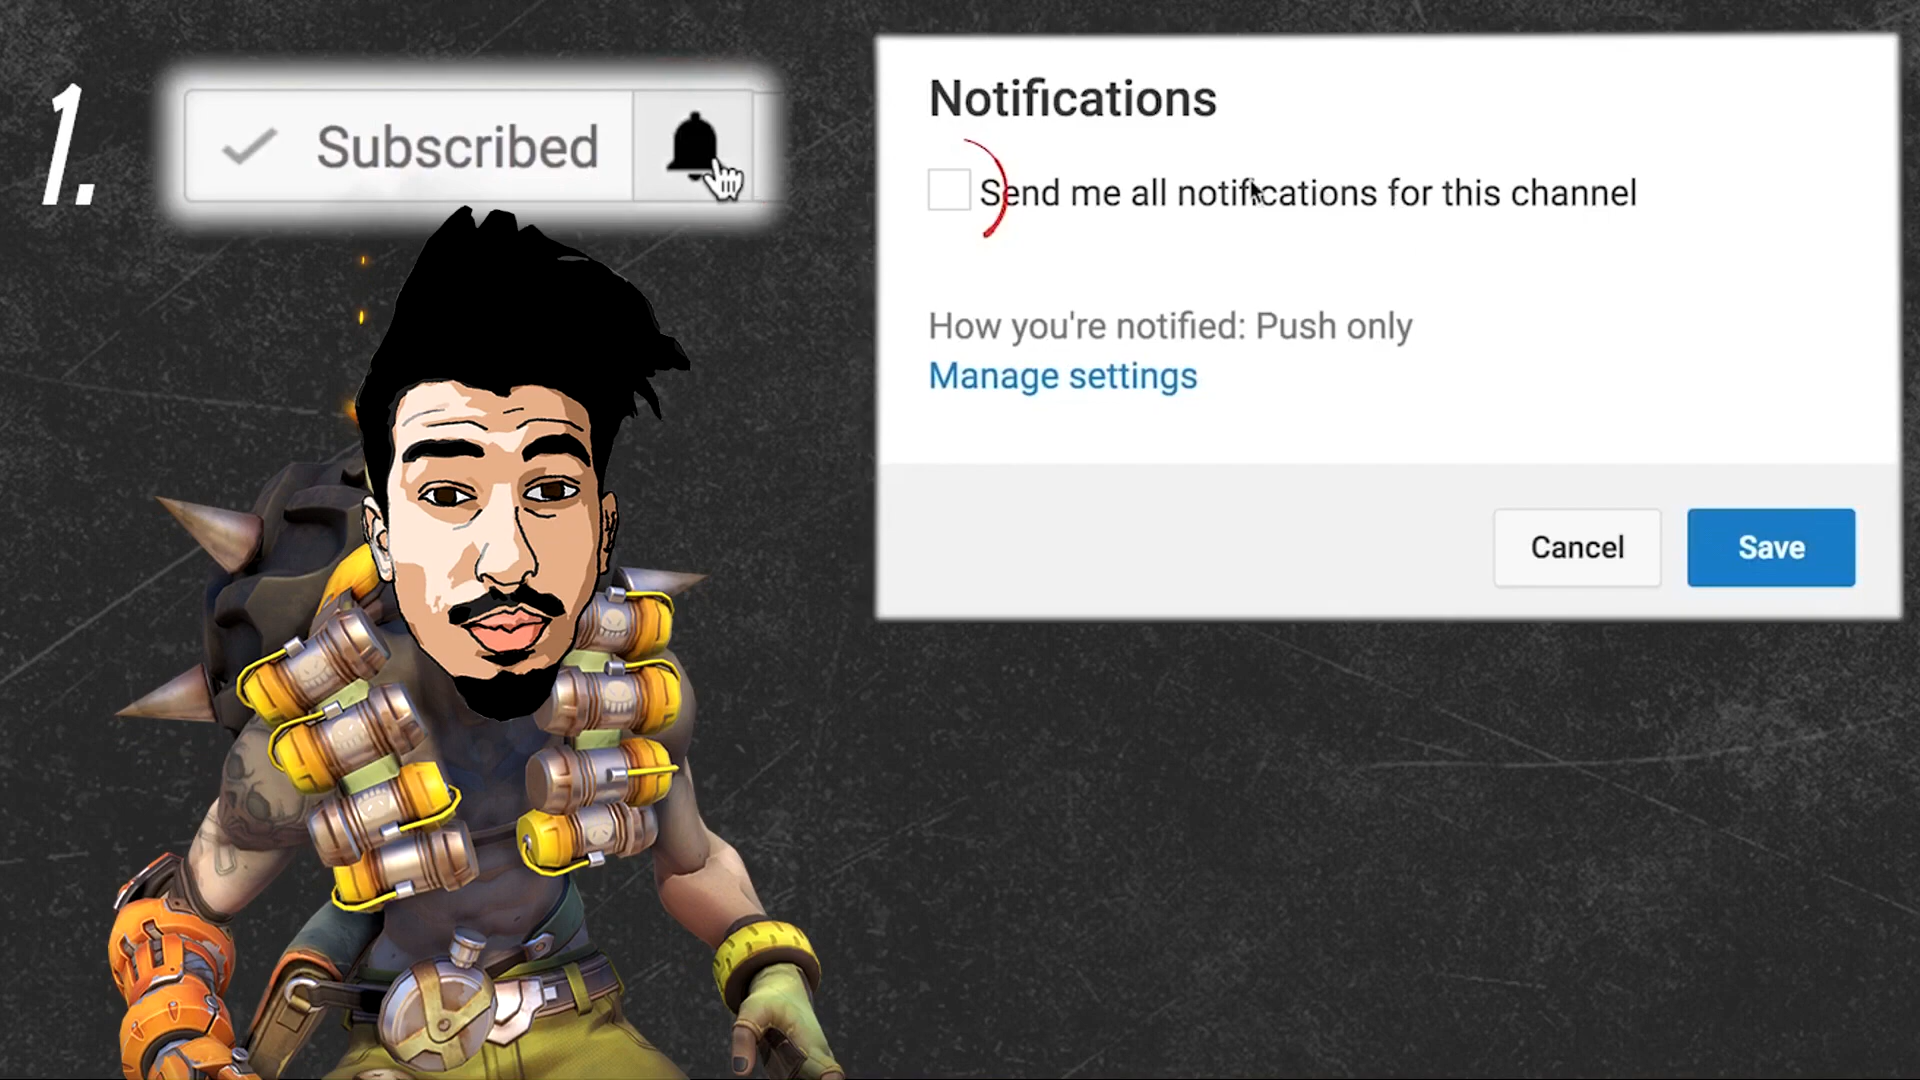 1.
Subscribed
Notifications
Send me all notifications for this channel
How you're notified: Push only
Manage settings
Cancel
Save